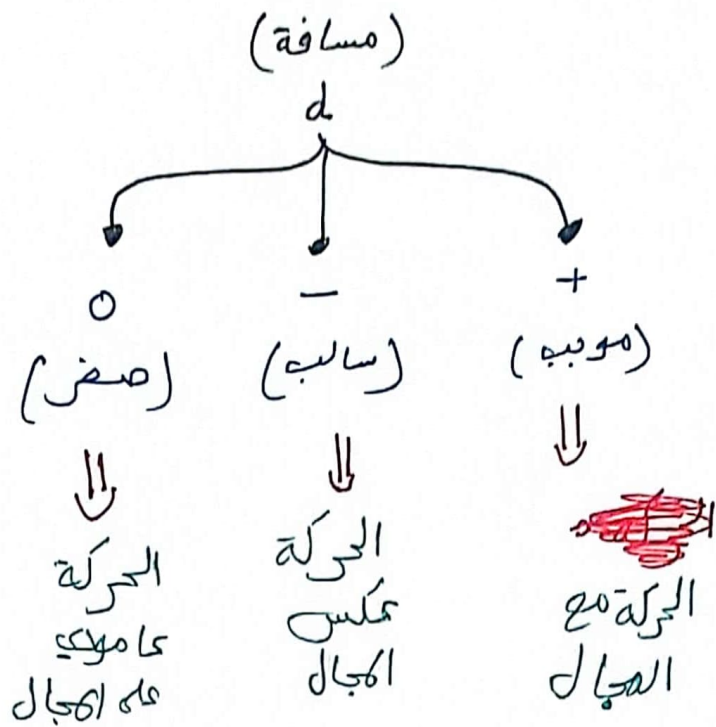 (مسافة)
d
+
(موجب)
⇓
الحركة مع
المجال
−
(سالب)
⇓
الحركة
عكس
المجال
0
(صفر)
⇓
الحركة
عامودي
على المجال